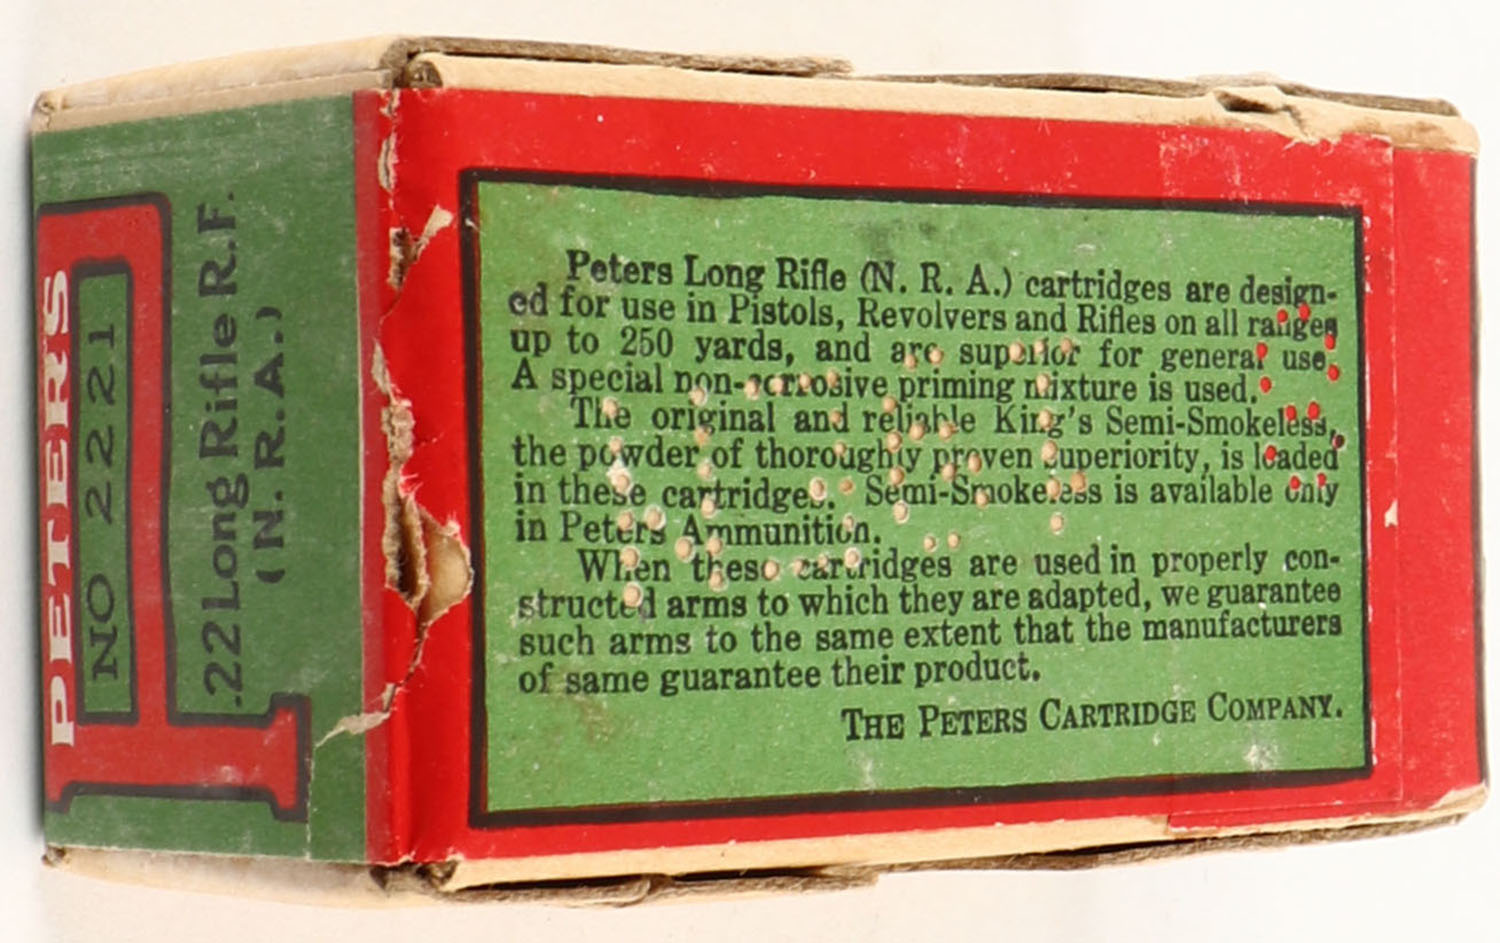 PETERS
NO 2221
.22 Long Rifle R.F.
(N.R.A.)
Peters Long Rifle (N. R. A.) cartridges are design-
ed for use in Pistols, Revolvers and Rifles on all ranges
up to 250 yards, and are superior for general use.
A special non-corrosive priming mixture is used.
The original and reliable King's Semi-Smokeless,
the powder of thoroughly proven superiority, is loaded
in these cartridges. Semi-Smokeless is available only
in Peters Ammunition.
When these cartridges are used in properly con-
structed arms to which they are adapted, we guarantee
such arms to the same extent that the manufacturers
of same guarantee their product.
THE PETERS CARTRIDGE COMPANY.